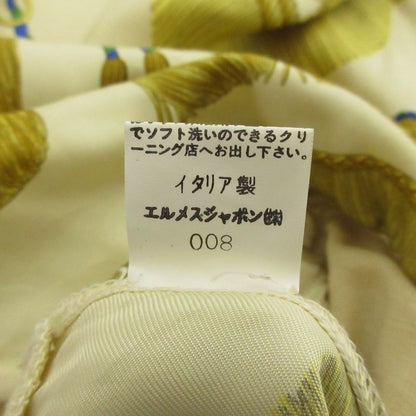 でソフト洗いのできるクリ
ーニング店へお出し下さい。
イタリア製
エルメスジャポン㈱
008